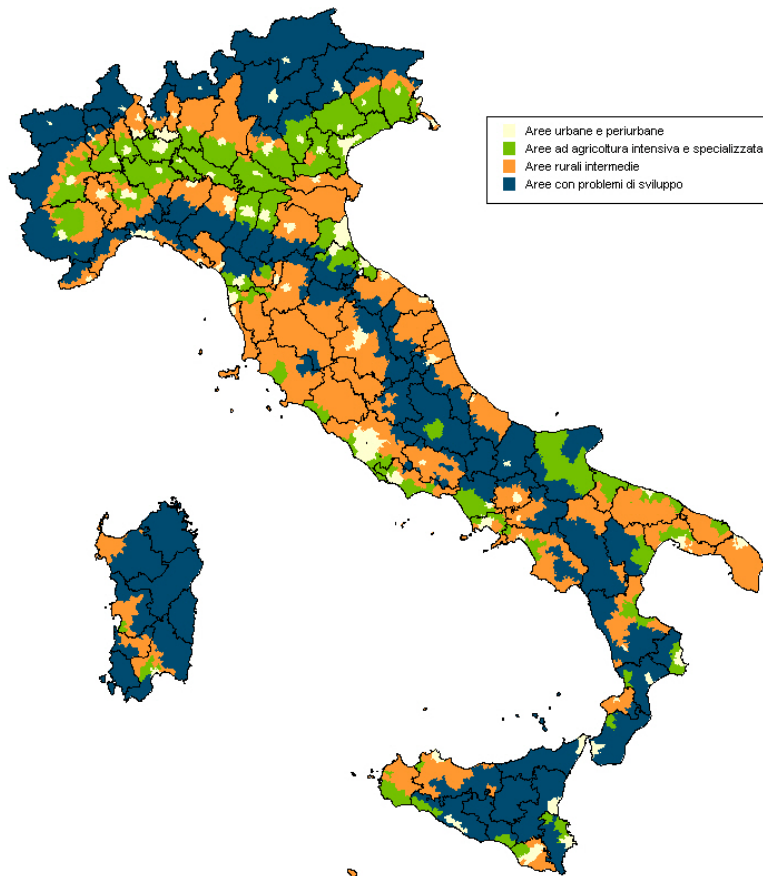 Aree urbane e periurbane
Aree ad agricoltura intensiva e specializzata
Aree rurali intermedie
Aree con problemi di sviluppo